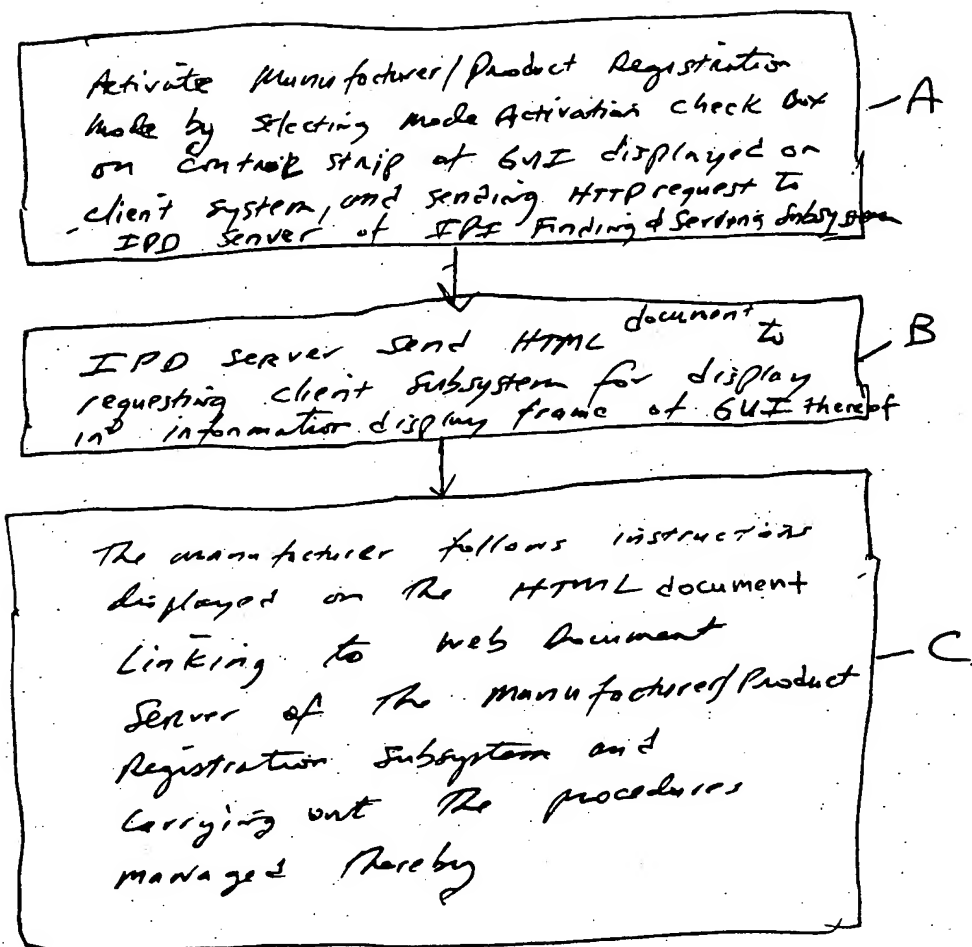 Activate Manufacturer/Product Registration
Mode by Selecting Mode Activation Check Box
on Control strip of GUI displayed on
client system, and sending HTTP request to
IPD server of IPI Finding & Serving Subsystem
A
IPD server send HTML document to
requesting client Subsystem for display
in information display frame of GUI thereof
B
The manufacturer follows instructions
displayed on the HTML document
Linking to Web Document
Server of the Manufacturer/Product
Registration Subsystem and
Carrying out the procedures
managed thereby
C